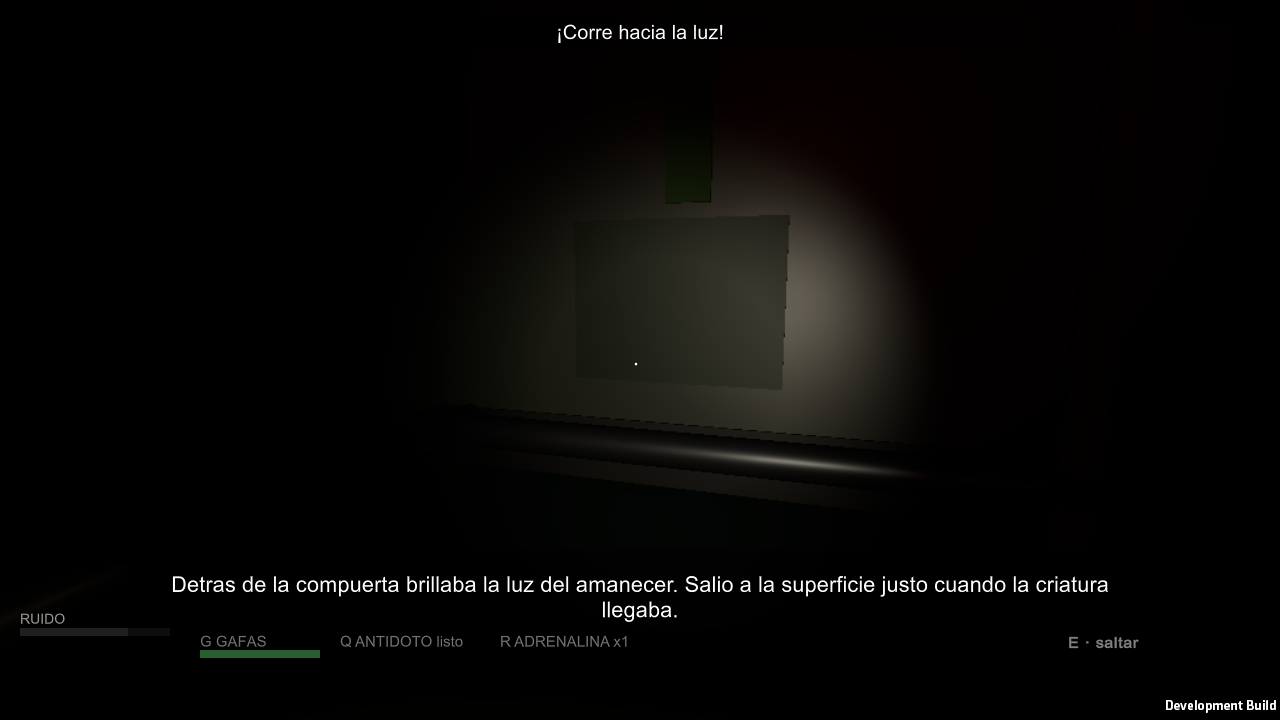 ¡Corre hacia la luz!
Detras de la compuerta brillaba la luz del amanecer. Salio a la superficie justo cuando la criatura
llegaba.
RUIDO
G GAFAS
Q ANTIDOTO listo
R ADRENALINA x1
E · saltar
Development Build